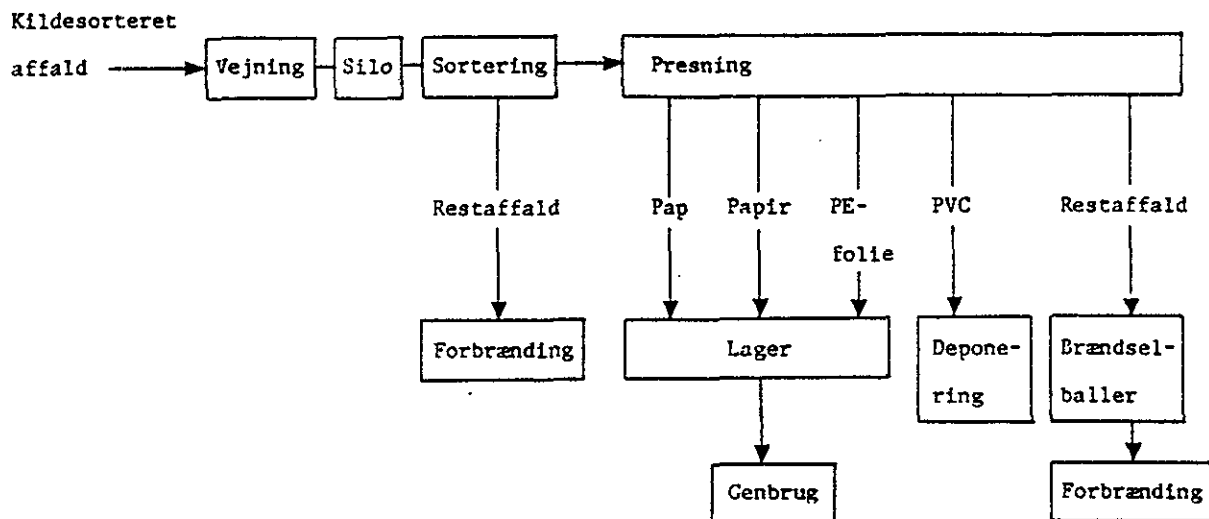 Kildesorteret
affald
Vejning
Silo
Sortering
Presning
Restaffald
Pap
Papir
PE-
folie
PVC
Restaffald
Forbrænding
Lager
Depone-
ring
Brændsel-
baller
Genbrug
Forbrænding